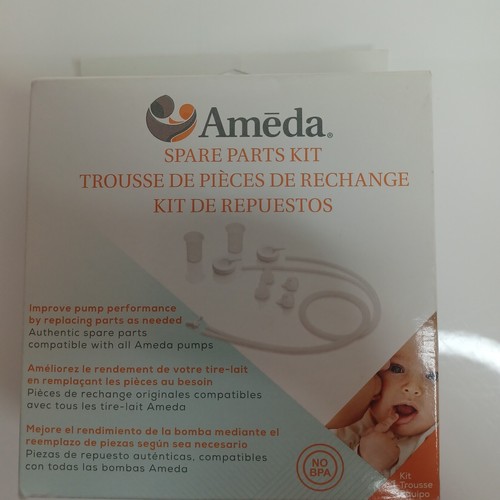 Amēda®
SPARE PARTS KIT
TROUSSE DE PIÈCES DE RECHANGE
KIT DE REPUESTOS
Improve pump performance
by replacing parts as needed
Authentic spare parts
compatible with all Ameda pumps
Améliorez le rendement de votre tire-lait
en remplaçant les pièces au besoin
Pièces de rechange originales compatibles
avec tous les tire-lait Ameda
Mejore el rendimiento de la bomba mediante el
reemplazo de piezas según sea necesario
Piezas de repuesto auténticas, compatibles
con todas las bombas Ameda
NO
BPA
Kit
Trousse
Equipo